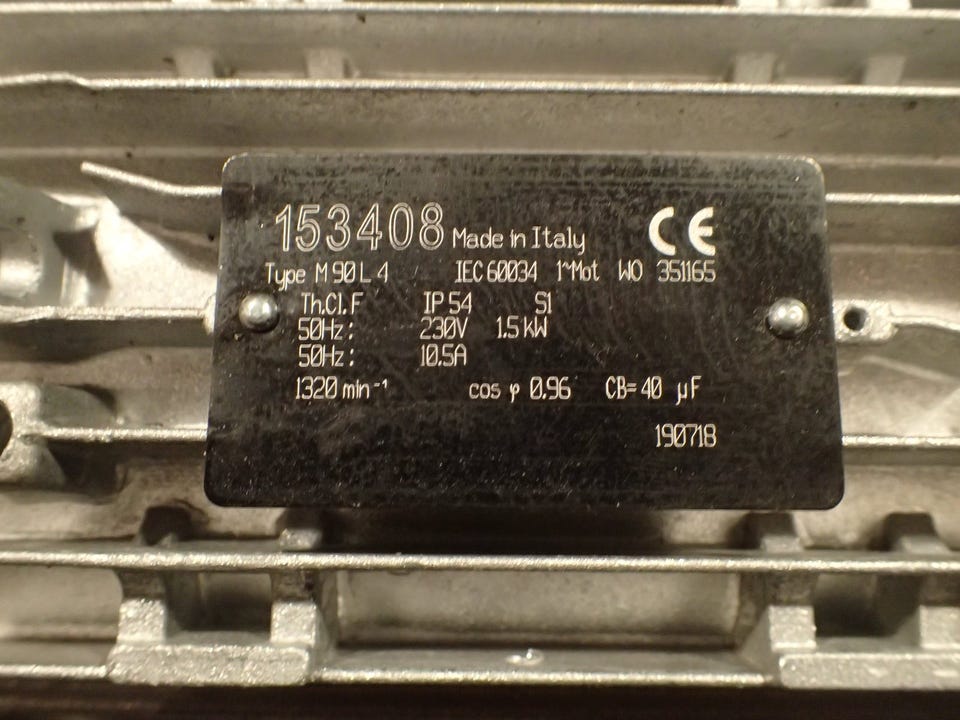 153408 Made in Italy CE
Type M 90 L 4 IEC 60034 1~Mot WO 351165
Th.Cl.F IP 54 S1
50Hz: 230V 1.5 kW
50Hz: 10.5A
1320 min⁻¹ cos φ 0.96 CB= 40 µF
190718